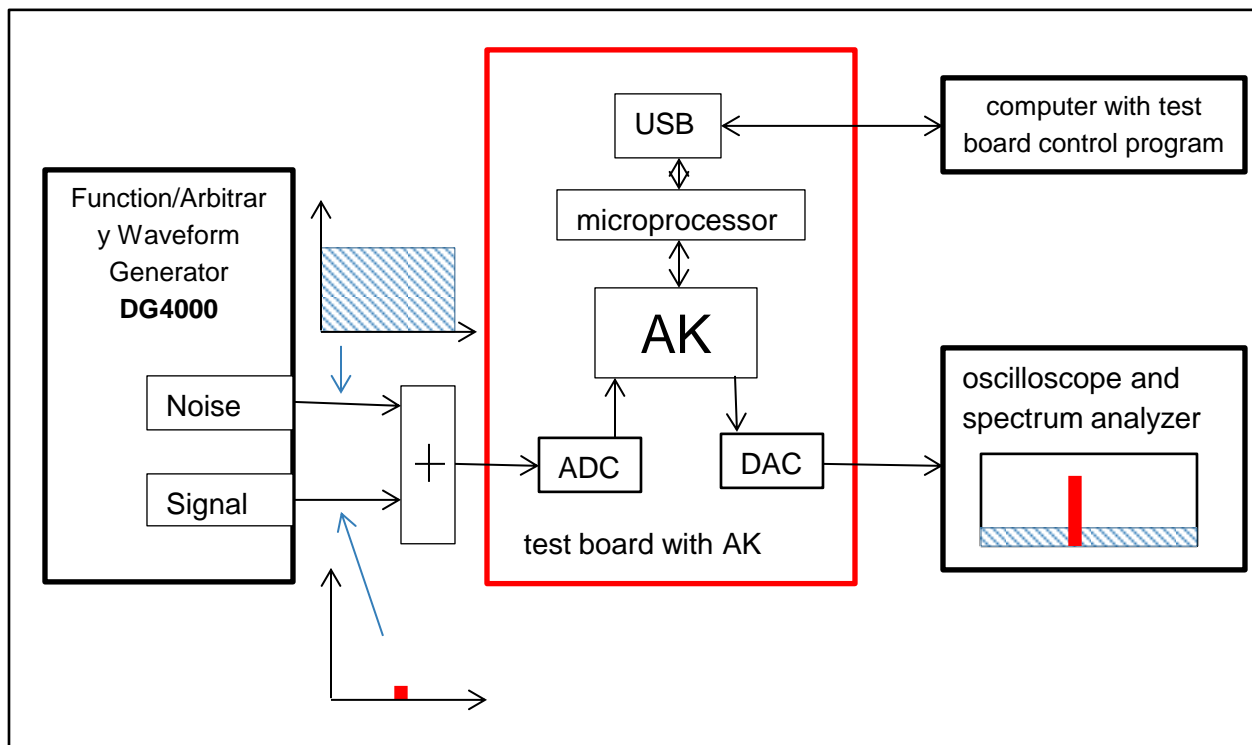 Function/Arbitrar
y Waveform
Generator
DG4000
Noise
Signal
+
USB
microprocessor
AK
ADC
DAC
test board with AK
computer with test
board control program
oscilloscope and
spectrum analyzer